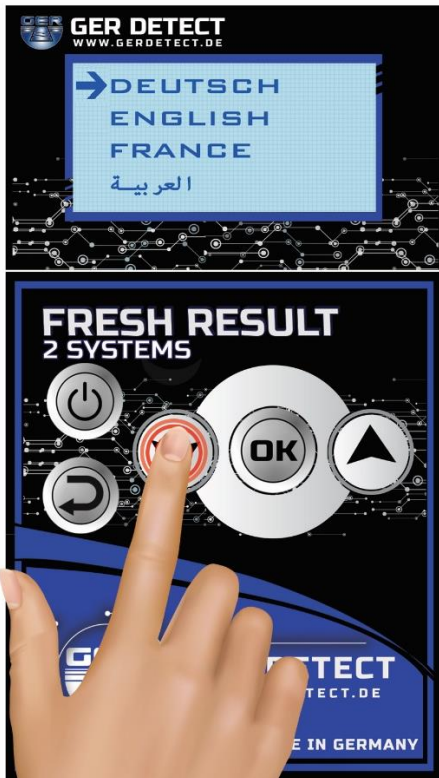 GER
GER DETECT
WWW.GERDETECT.DE
DEUTSCH
ENGLISH
FRANCE
العربية
FRESH RESULT
2 SYSTEMS
OK
TECT
TECT.DE
IN GERMANY